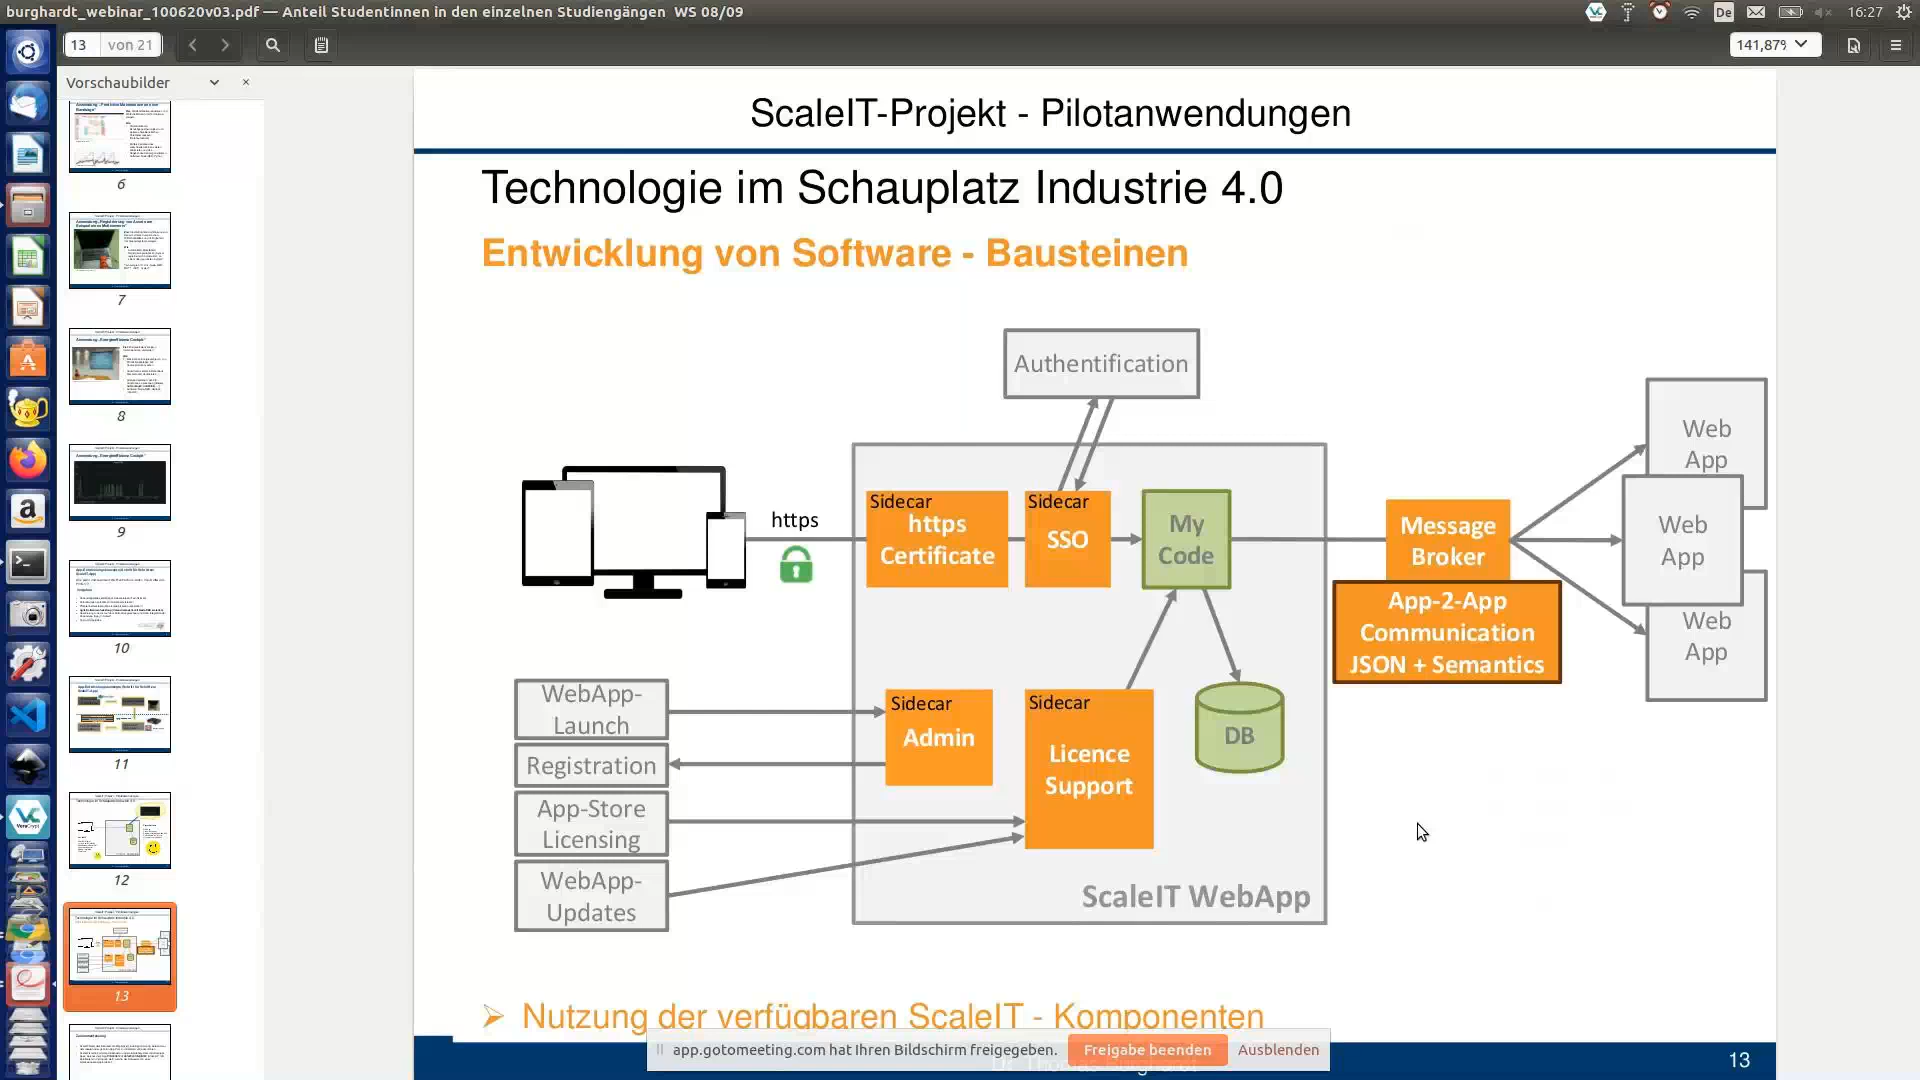 burghardt_webinar_100620v03.pdf — Anteil Studentinnen in den einzelnen Studiengängen WS 08/09
De
16:27
13 von 21
141,87%
Vorschaubilder
6
7
8
9
10
11
12
13
ScaleIT-Projekt - Pilotanwendungen
Technologie im Schauplatz Industrie 4.0
Entwicklung von Software - Bausteinen
Authentification
https
Sidecar
https
Certificate
Sidecar
SSO
My
Code
Message
Broker
App-2-App
Communication
JSON + Semantics
Web
App
Web
App
Web
App
WebApp-
Launch
Registration
App-Store
Licensing
WebApp-
Updates
Sidecar
Admin
Sidecar
Licence
Support
DB
ScaleIT WebApp
➢ Nutzung der verfügbaren ScaleIT - Komponenten
app.gotomeeting.com hat Ihren Bildschirm freigegeben.
Freigabe beenden
Ausblenden
13